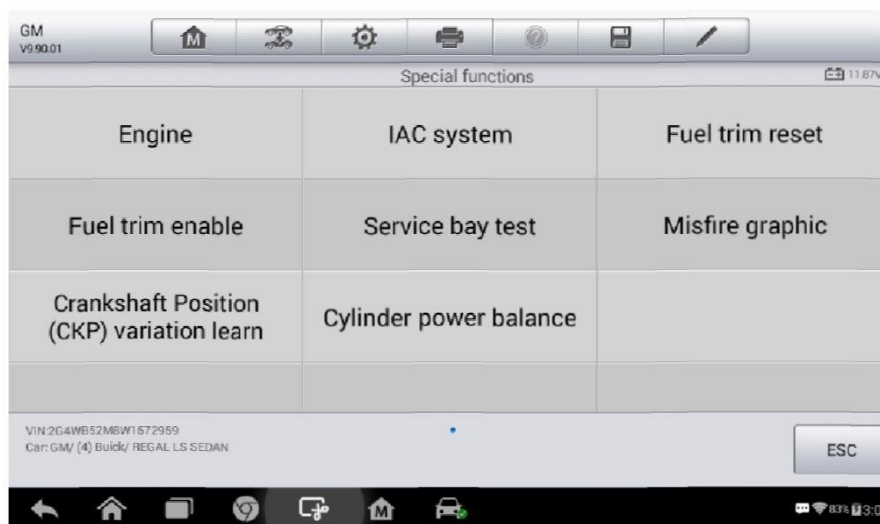 GM
V9.90.01
M
Special functions
11.87V
Engine
IAC system
Fuel trim reset
Fuel trim enable
Service bay test
Misfire graphic
Crankshaft Position
(CKP) variation learn
Cylinder power balance
VIN:2G4WB52M8W1572959
Car: GM/ (4) Buick/ REGAL LS SEDAN
ESC
M
83%
3:0